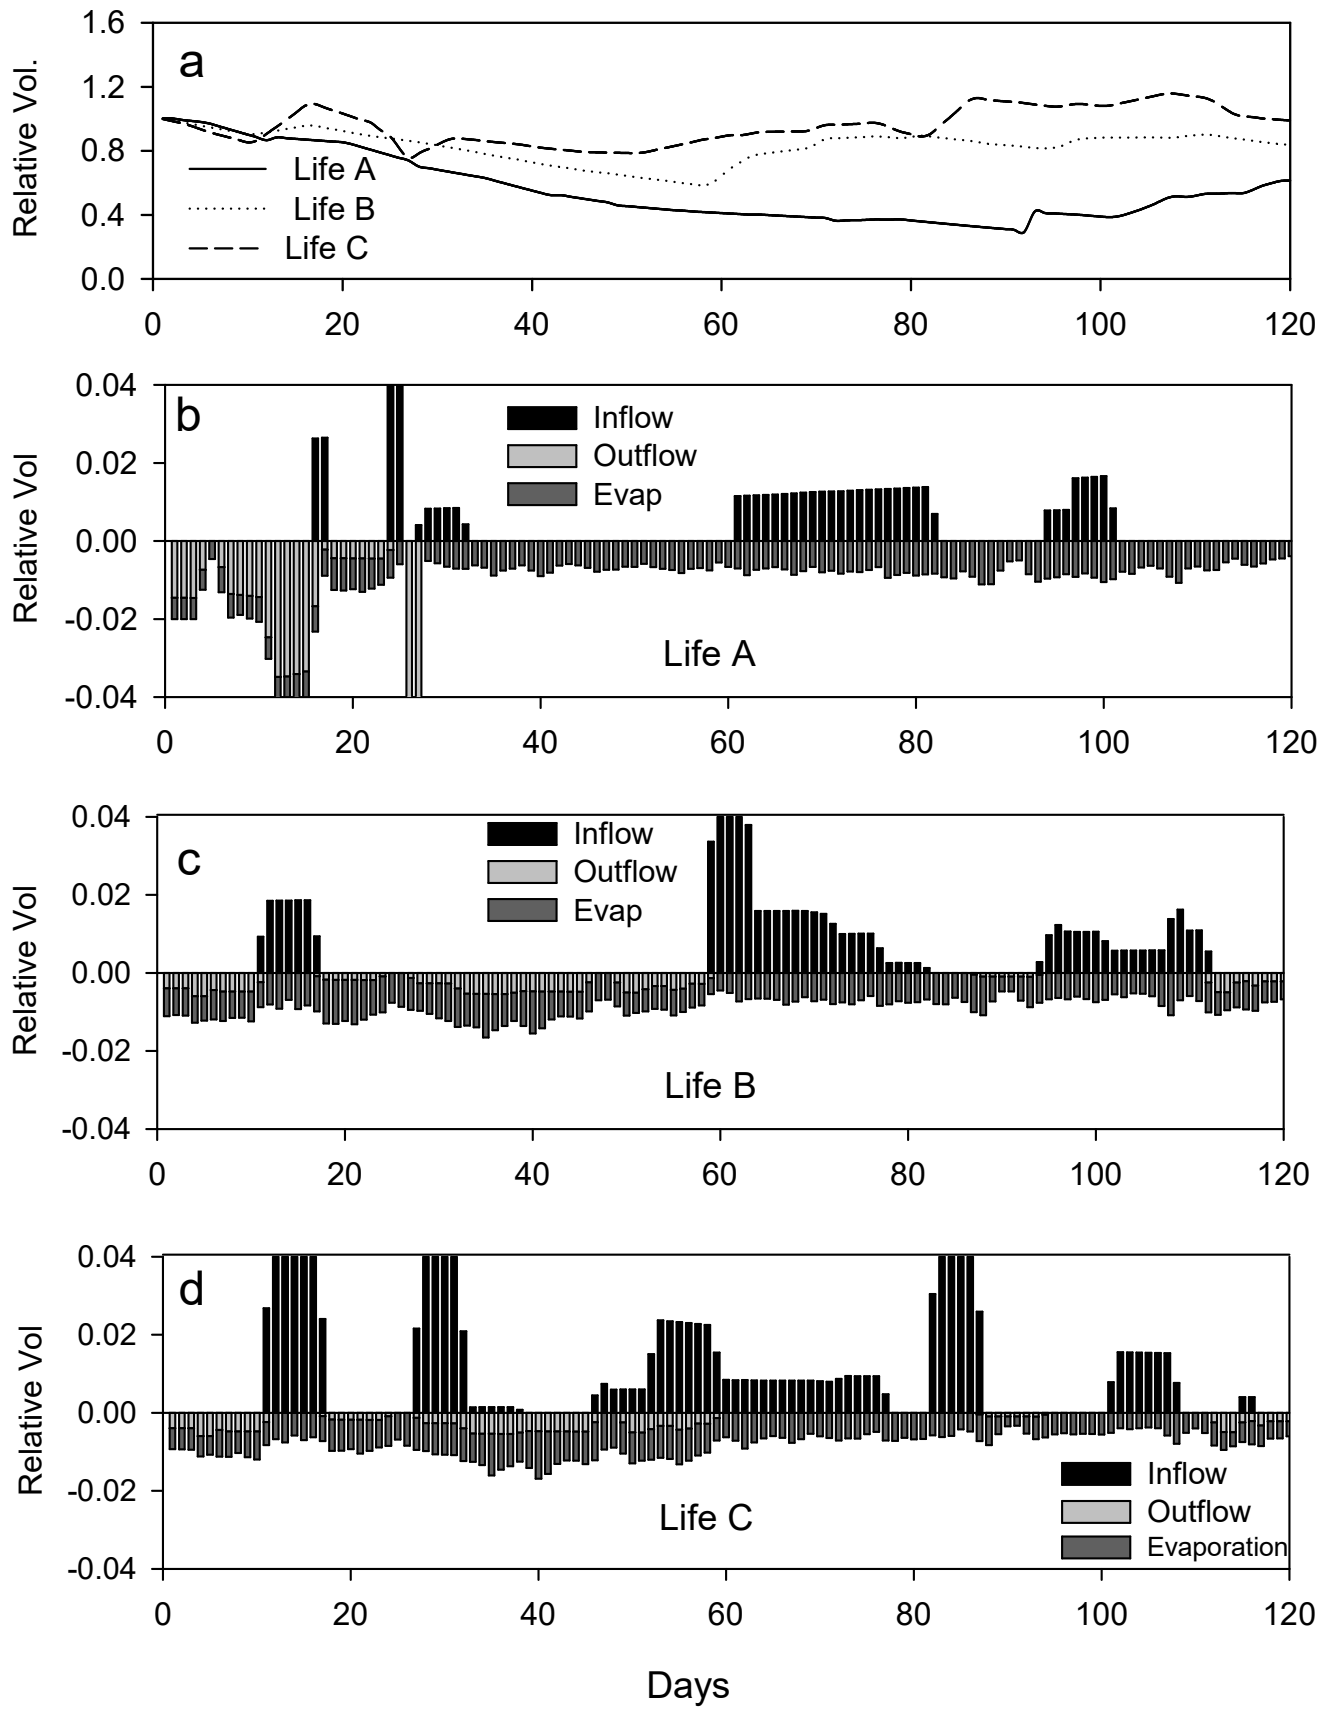 1.6
a
1.2
Relative Vol.
0.8
Life A
0.4
Life B
Life C
0.0
0 20 40 60 80 100 120
0.04
b
Inflow
0.02
Outflow
Evap
Relative Vol
0.00
-0.02
Life A
-0.04
0 20 40 60 80 100 120
0.04
Inflow
c
Outflow
0.02
Evap
Relative Vol
0.00
-0.02
Life B
-0.04
0 20 40 60 80 100 120
0.04
d
0.02
Relative Vol
0.00
Inflow
-0.02
Outflow
Life C
Evaporation
-0.04
0 20 40 60 80 100 120
Days